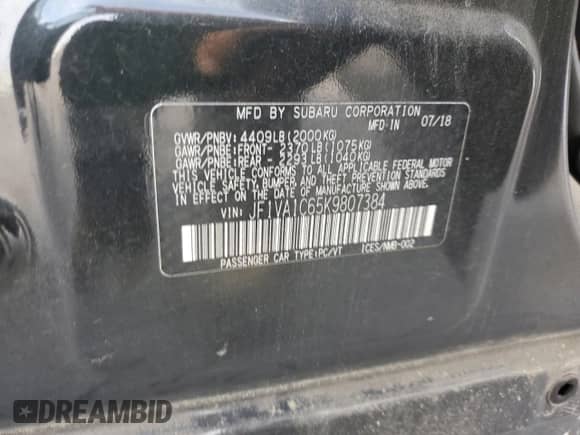 MFD BY SUBARU CORPORATION
MFD·IN 07/18
GVWR/PNBV: 4409LB(2000KG)
GAWR/PNBE:FRONT- 2370LB(1075KG)
GAWR/PNBE:REAR - 2293LB(1040KG)
THIS VEHICLE CONFORMS TO ALL APPLICABLE FEDERAL MOTOR
VEHICLE SAFETY, BUMPER, AND THEFT PREVENTION STANDARDS
IN EFFECT ON THE DATE OF MANUFACTURE SHOWN ABOVE.
VIN: JF1VA1C65K9807384
PASSENGER CAR TYPE:PC/VT ICES/NMB-002
DREAMBID